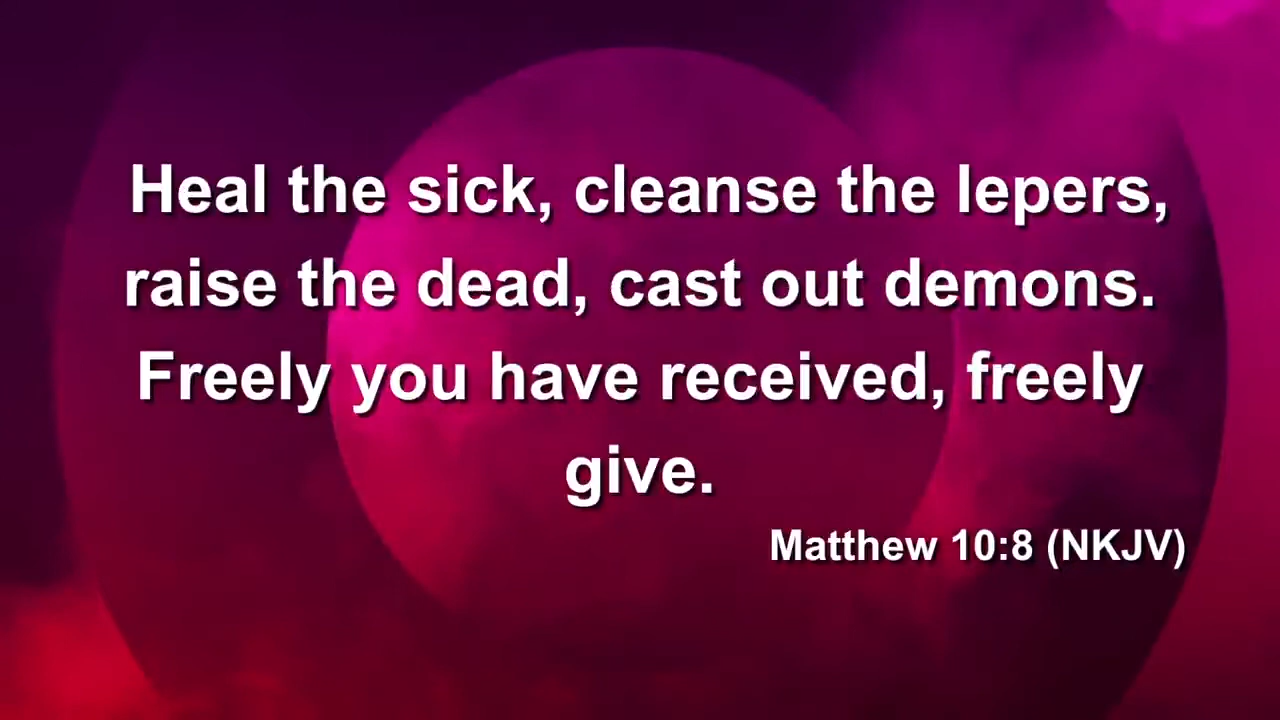 Heal the sick, cleanse the lepers,
raise the dead, cast out demons.
Freely you have received, freely
give.
Matthew 10:8 (NKJV)